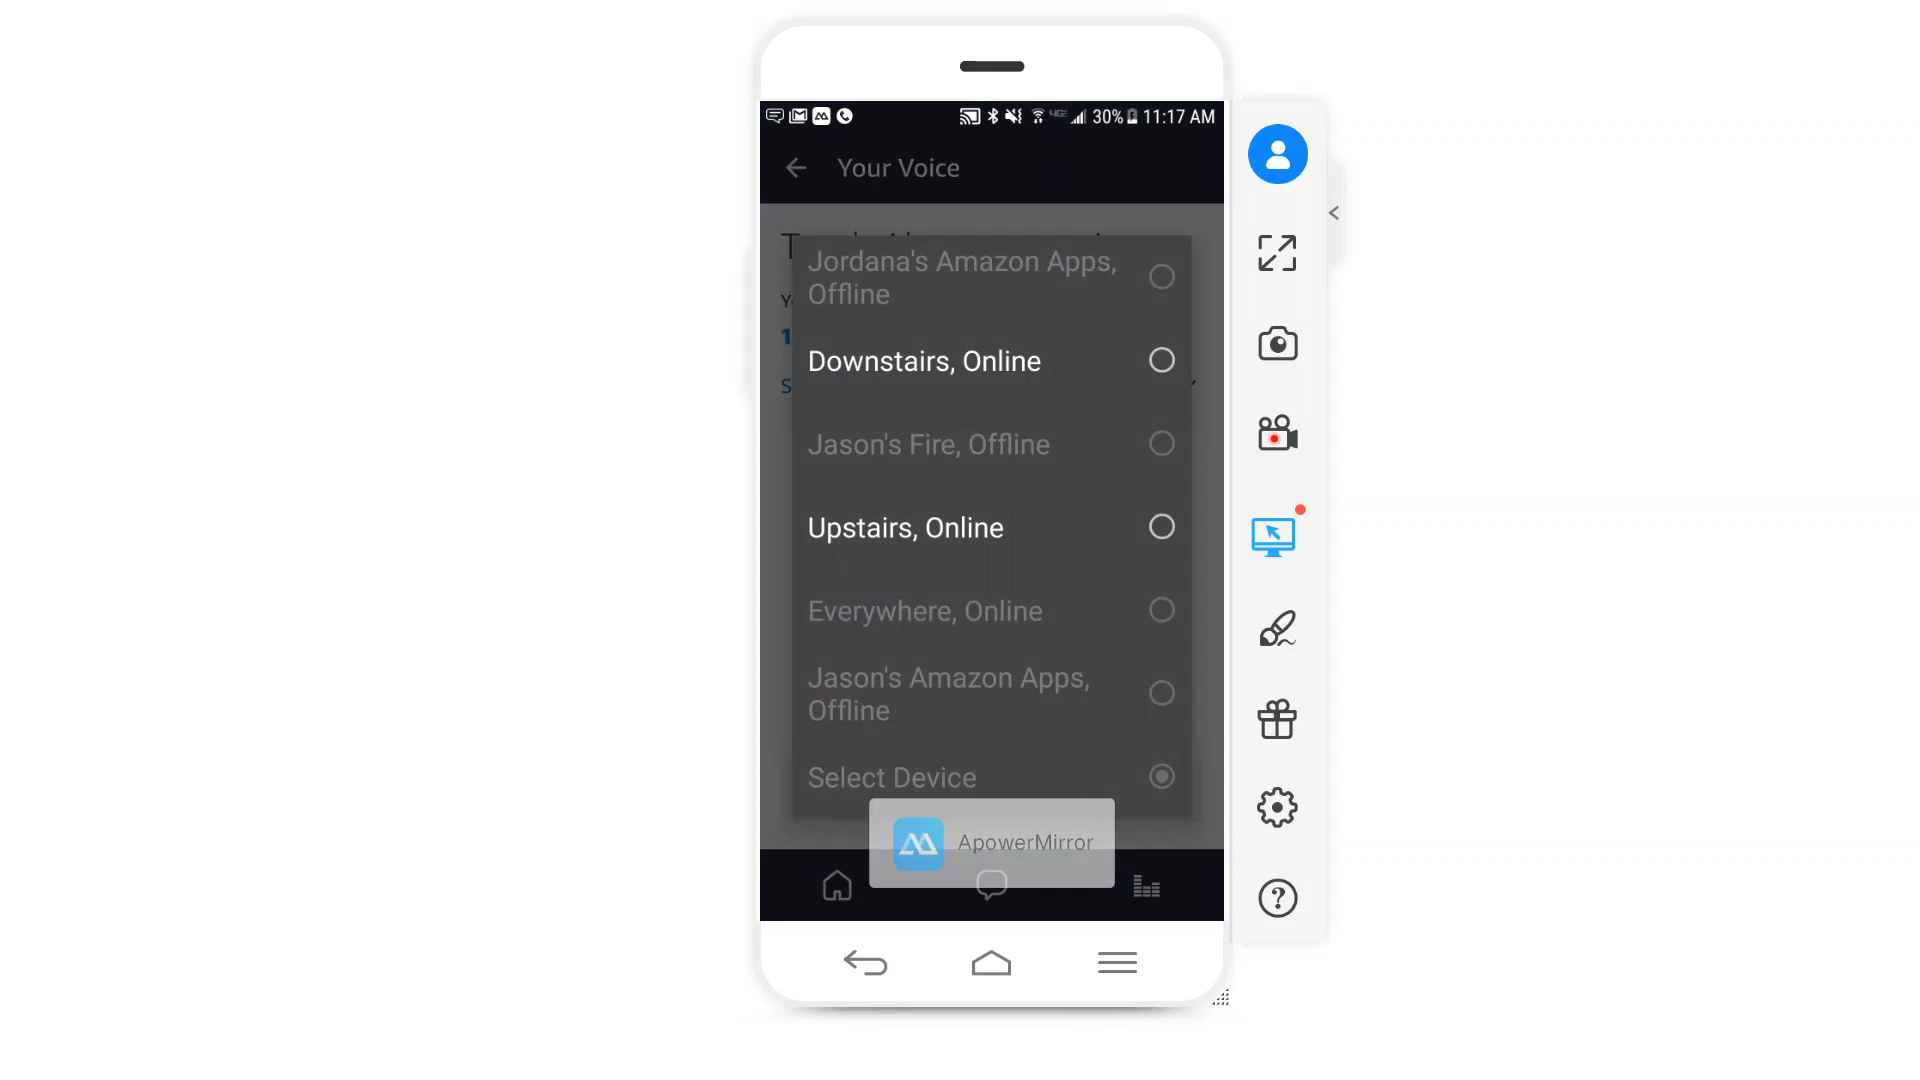 30% 11:17 AM
Your Voice
Jordana's Amazon Apps,
Offline
Downstairs, Online
Jason's Fire, Offline
Upstairs, Online
Everywhere, Online
Jason's Amazon Apps,
Offline
Select Device
ApowerMirror